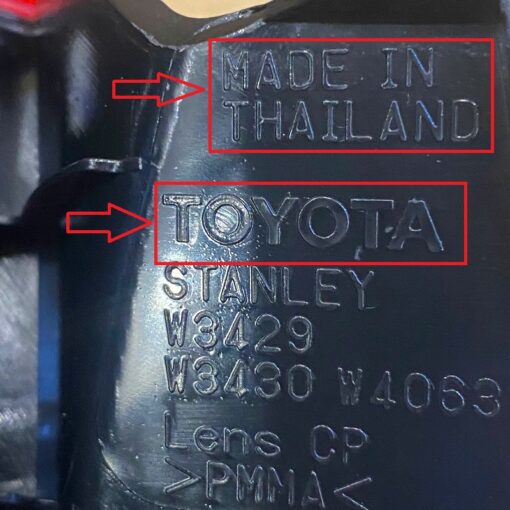 MADE IN
THAILAND
TOYOTA
STANLEY
W3429
W3430 W4063
Lens CP
>PMMA<